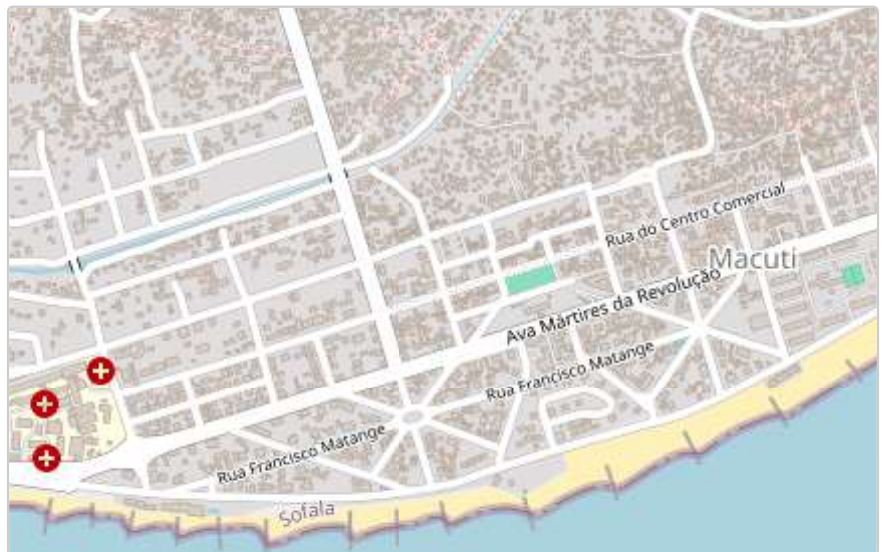 Rua do Centro Comercial
Macuti
Ava Mártires da Revolução
Rua Francisco Matange
Rua Francisco Matange
Sofala